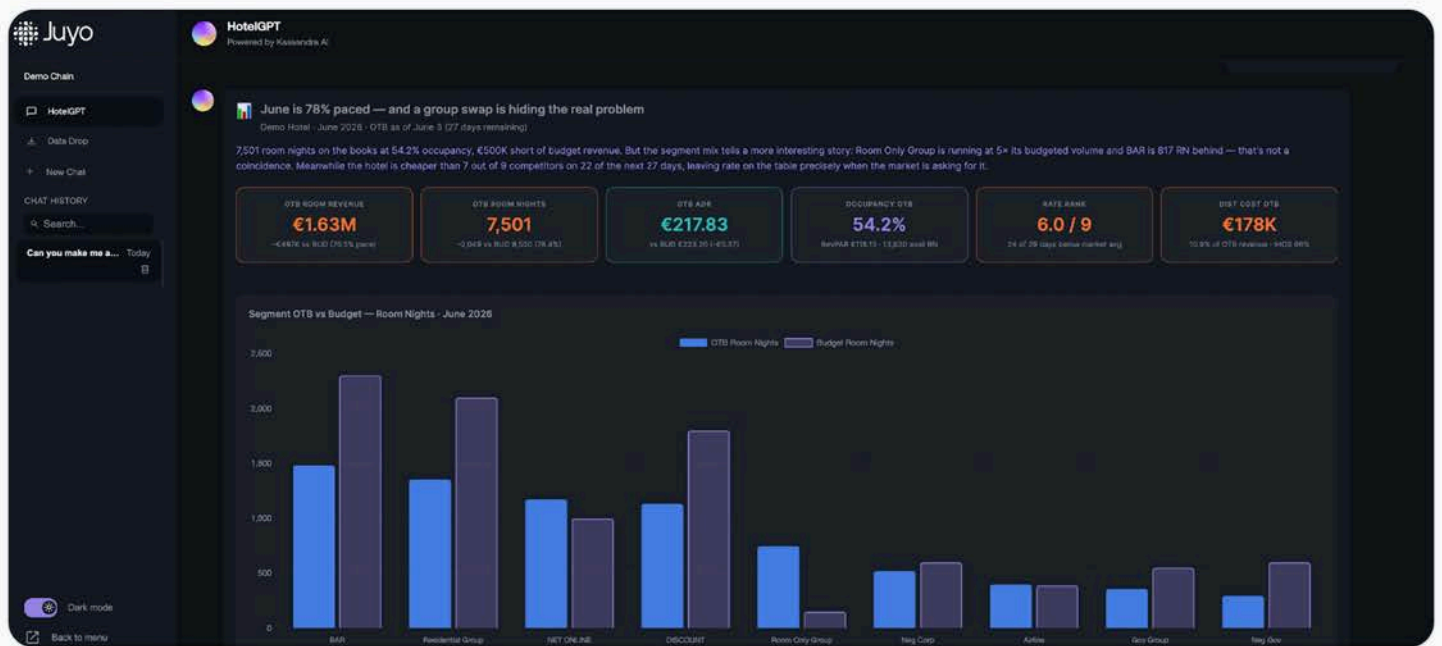 Juyo
HotelGPT
Powered by Kassandra AI
Demo Chain
HotelGPT
Data Drop
New Chat
CHAT HISTORY
Search...
Can you make me a... Today
Dark mode
Back to menu
June is 78% paced — and a group swap is hiding the real problem
Demo Hotel · June 2026 · OTB as of June 3 (27 days remaining)
7,501 room nights on the books at 54.2% occupancy, €500K short of budget revenue. But the segment mix tells a more interesting story: Room Only Group is running at 5× its budgeted volume and BAR is 817 RN behind — that's not a
coincidence. Meanwhile the hotel is cheaper than 7 out of 9 competitors on 22 of the next 27 days, leaving rate on the table precisely when the market is asking for it.
OTB ROOM REVENUE
€1.63M
vs BUD
OTB ROOM NIGHTS
7,501
vs BUD
OTB ADR
€217.83
vs BUD
OCCUPANCY OTB
54.2%
RATE RANK
6.0 / 9
DIST COST OTB
€178K
Segment OTB vs Budget — Room Nights · June 2026
OTB Room Nights Budget Room Nights
2,000
1,000
500
0
BAR Residential Group NET ONLINE DISCOUNT Room Only Group Neg Corp Airline Gov Group Neg Gov